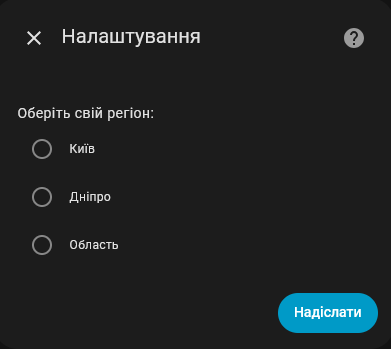 Налаштування
Оберіть свій регіон:
Київ
Дніпро
Область
Надіслати